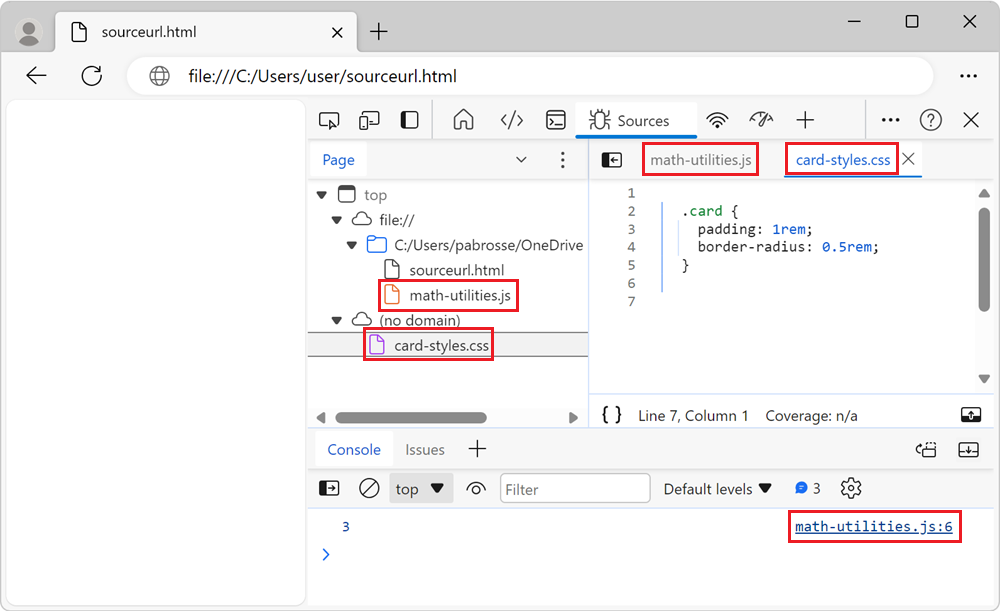 sourceurl.html
file:///C:/Users/user/sourceurl.html
Sources
Page
math-utilities.js
card-styles.css
top
file://
C:/Users/pabrosse/OneDrive
sourceurl.html
math-utilities.js
(no domain)
card-styles.css
1
2 .card {
3 padding: 1rem;
4 border-radius: 0.5rem;
5 }
6
7
{ } Line 7, Column 1 Coverage: n/a
Console Issues
top Filter Default levels 3
3 math-utilities.js:6